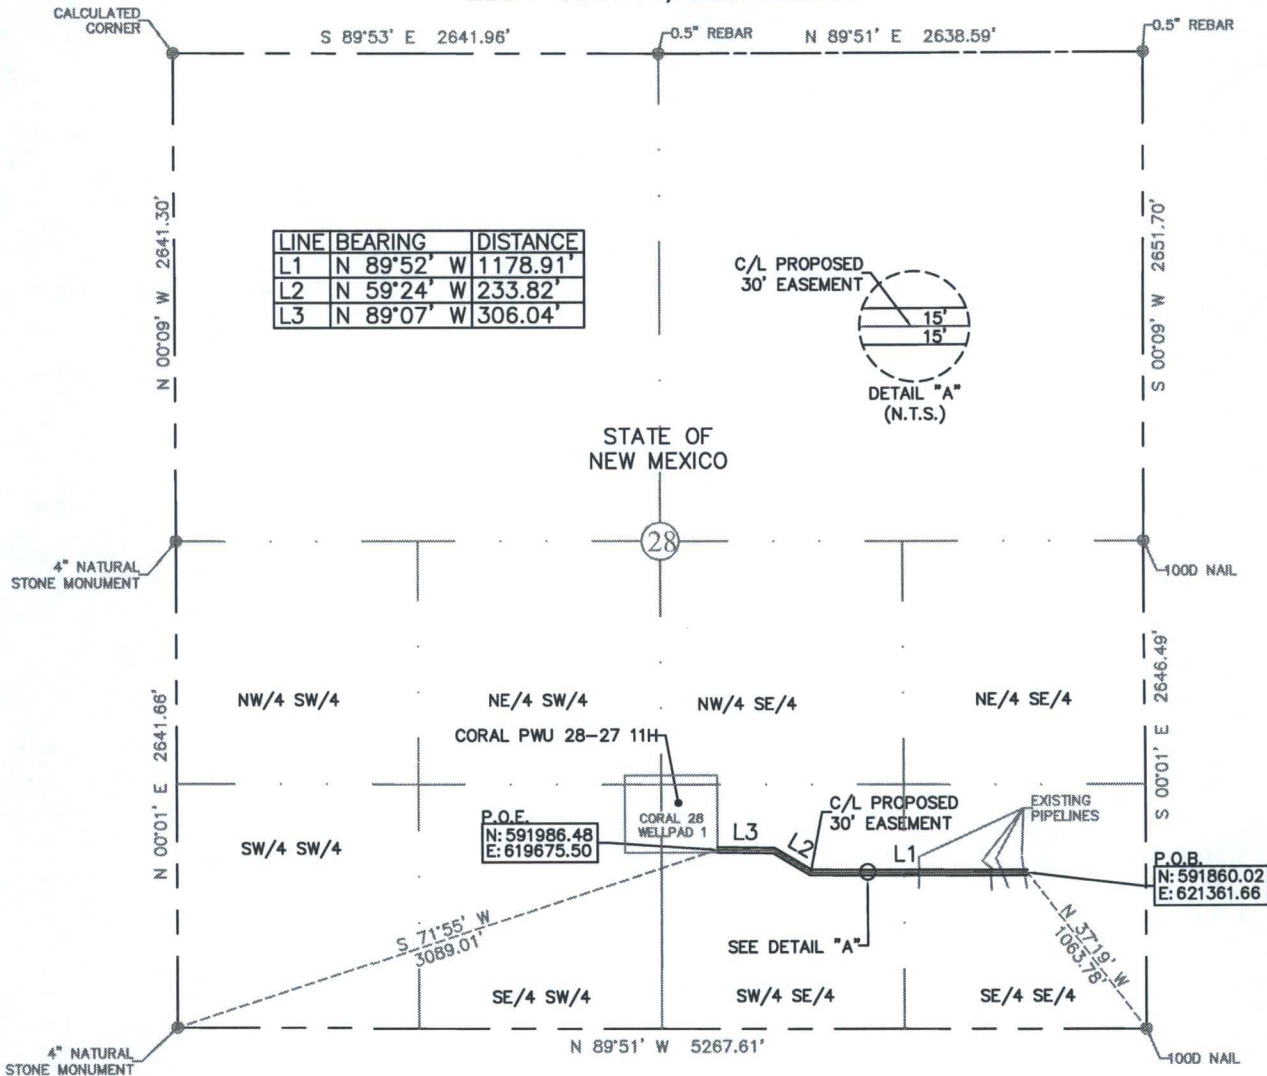 CALCULATED
CORNER
S 89°53' E 2641.96'
0.5" REBAR
N 89°51' E 2638.59'
0.5" REBAR
N 00°09' W 2641.30'
S 00°09' W 2651.70'
LINE BEARING DISTANCE
L1 N 89°52' W 1178.91'
L2 N 59°24' W 233.82'
L3 N 89°07' W 306.04'
C/L PROPOSED
30' EASEMENT
15'
15'
DETAIL "A"
(N.T.S.)
STATE OF
NEW MEXICO
28
4" NATURAL
STONE MONUMENT
100D NAIL
N 00°01' E 2641.66'
S 00°01' E 2646.49'
NW/4 SW/4
NE/4 SW/4
NW/4 SE/4
NE/4 SE/4
CORAL PWU 28-27 11H
P.O.E.
N: 591986.48
E: 619675.50
CORAL 28
WELLPAD 1
L3
L2
C/L PROPOSED
30' EASEMENT
L1
EXISTING
PIPELINES
SW/4 SW/4
P.O.B.
N: 591860.02
E: 621361.66
S 71°55' W
3089.01'
SEE DETAIL "A"
N 37°19' W
1063.78'
SE/4 SW/4
SW/4 SE/4
SE/4 SE/4
N 89°51' W 5267.61'
4" NATURAL
STONE MONUMENT
100D NAIL